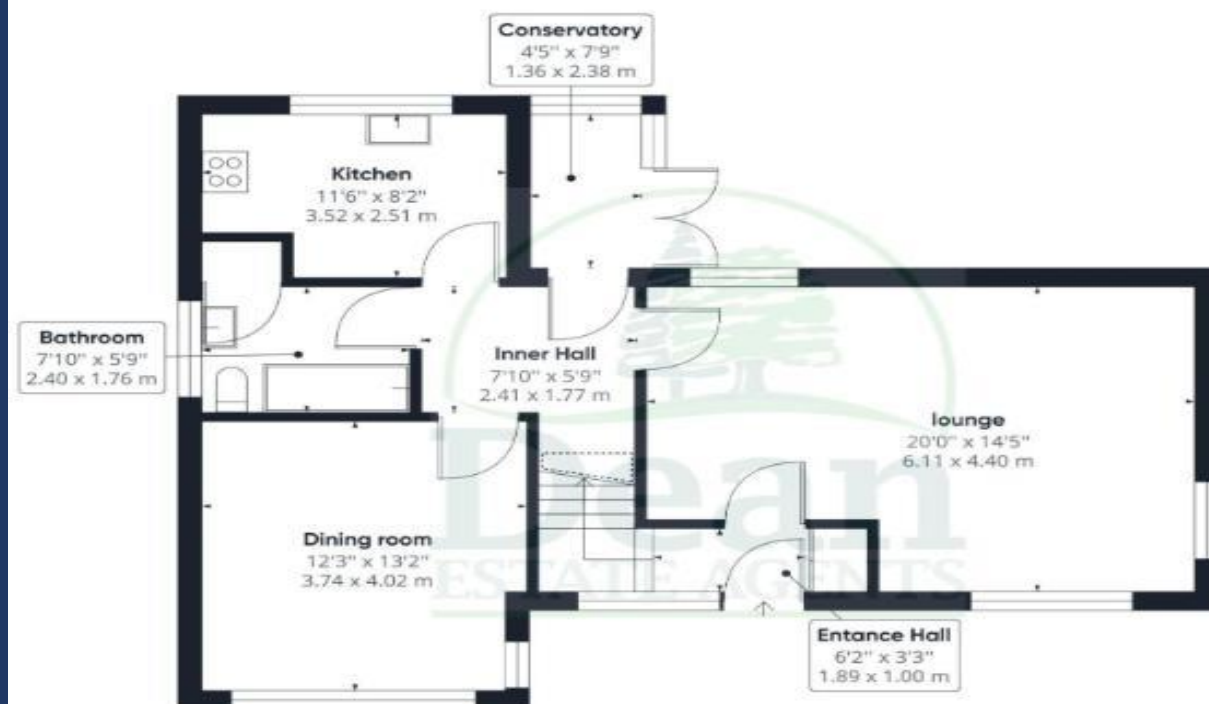 Conservatory
4'5" x 7'9"
1.36 x 2.38 m
Kitchen
11'6" x 8'2"
3.52 x 2.51 m
Bathroom
7'10" x 5'9"
2.40 x 1.76 m
Inner Hall
7'10" x 5'9"
2.41 x 1.77 m
lounge
20'0" x 14'5"
6.11 x 4.40 m
Dining room
12'3" x 13'2"
3.74 x 4.02 m
Dean
ESTATE AGENTS
Entance Hall
6'2" x 3'3"
1.89 x 1.00 m